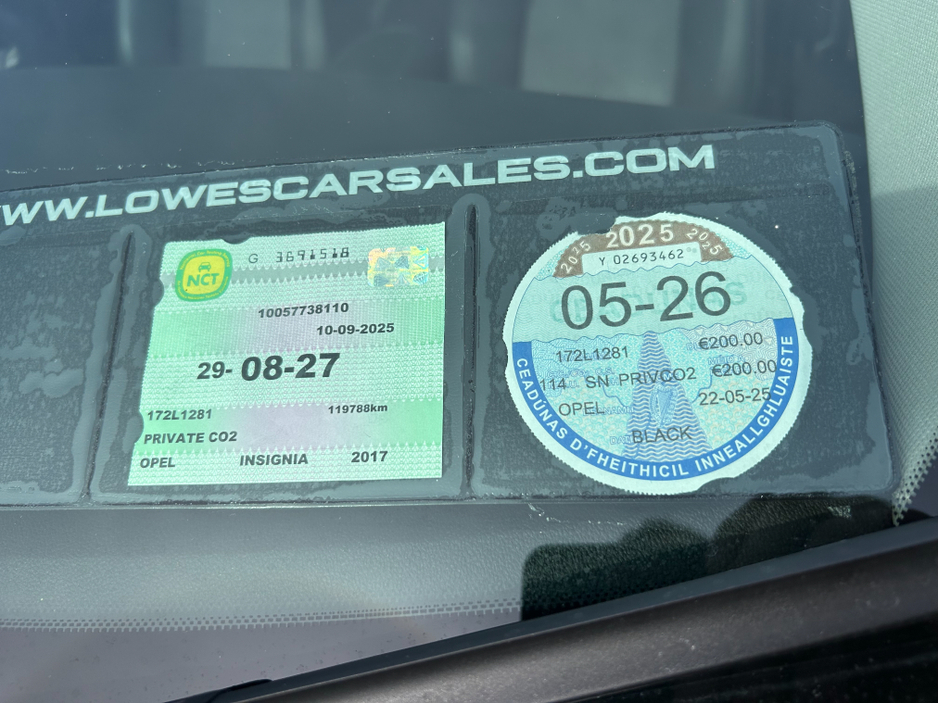 WWW.LOWESCARSALES.COM
NCT
G 3691518
10057738110
10-09-2025
29- 08-27
172L1281
119788km
PRIVATE CO2
OPEL INSIGNIA 2017
2025 2025 2025
Y 02693462
05-26
172L1281 €200.00
114 SN PRIVCO2 €200.00
OPEL 22-05-25
BLACK
CEADÚNAS D'FHEITHICIL INNEALLGHLUAISTE